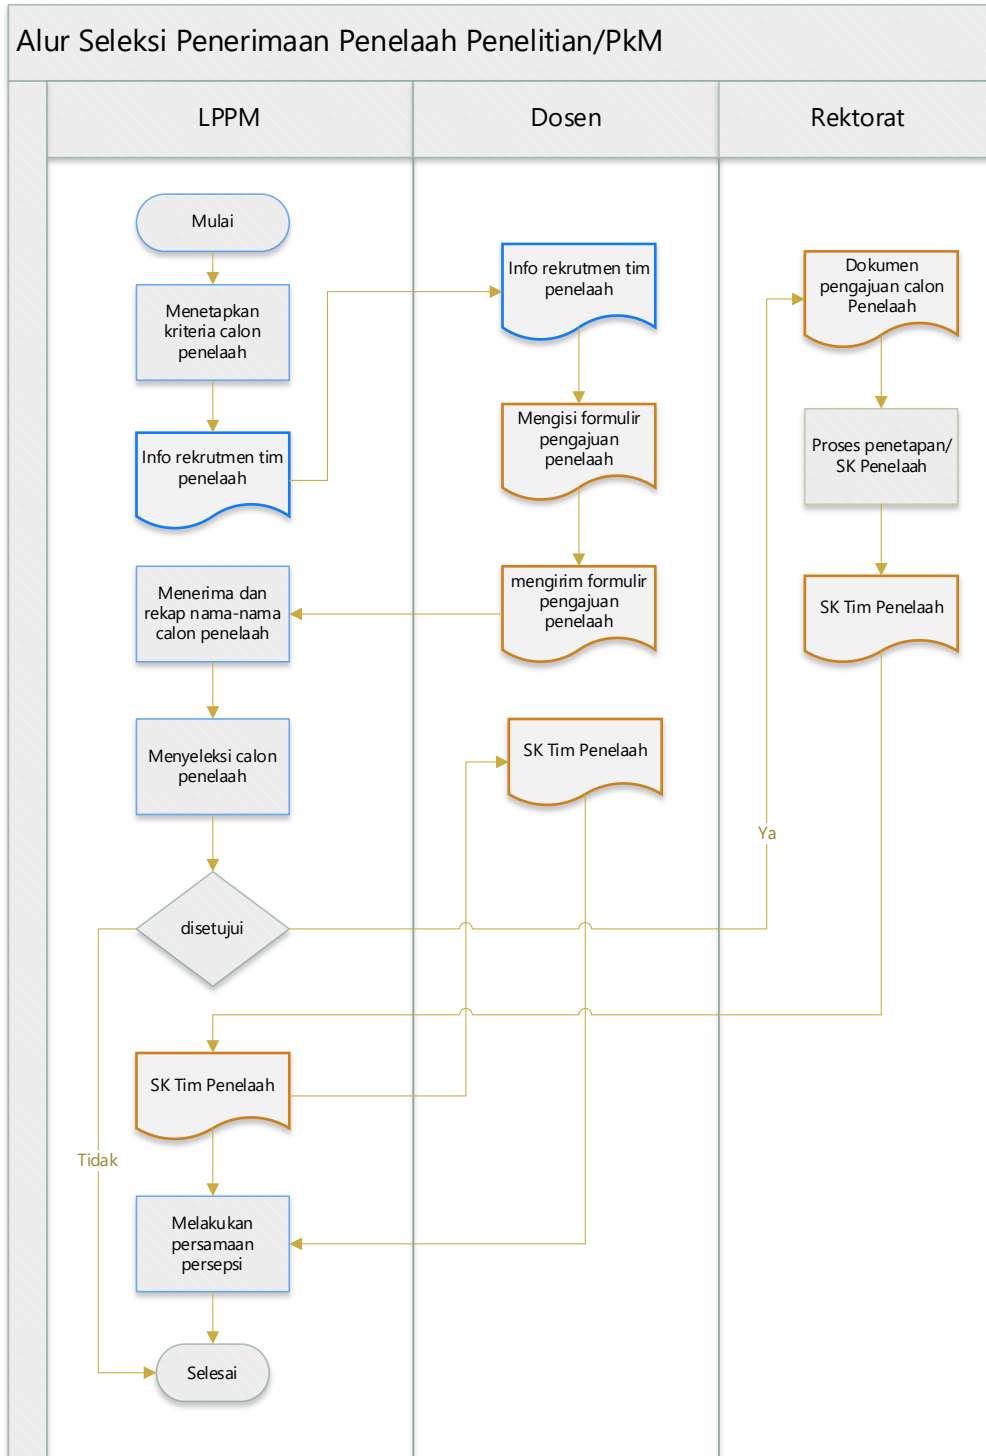 Alur Seleksi Penerimaan Penelaah Penelitian/PkM
LPPM
Dosen
Rektorat
Mulai
Menetapkan
kriteria calon
penelaah
Info rekrutmen tim
penelaah
Menerima dan
rekap nama-nama
calon penelaah
Menyeleksi calon
penelaah
disetujui
SK Tim Penelaah
Tidak
Melakukan
persamaan
persepsi
Selesai
Info rekrutmen tim
penelaah
Mengisi formulir
pengajuan
penelaah
mengirim formulir
pengajuan
penelaah
SK Tim Penelaah
Ya
Dokumen
pengajuan calon
Penelaah
Proses penetapan/
SK Penelaah
SK Tim Penelaah